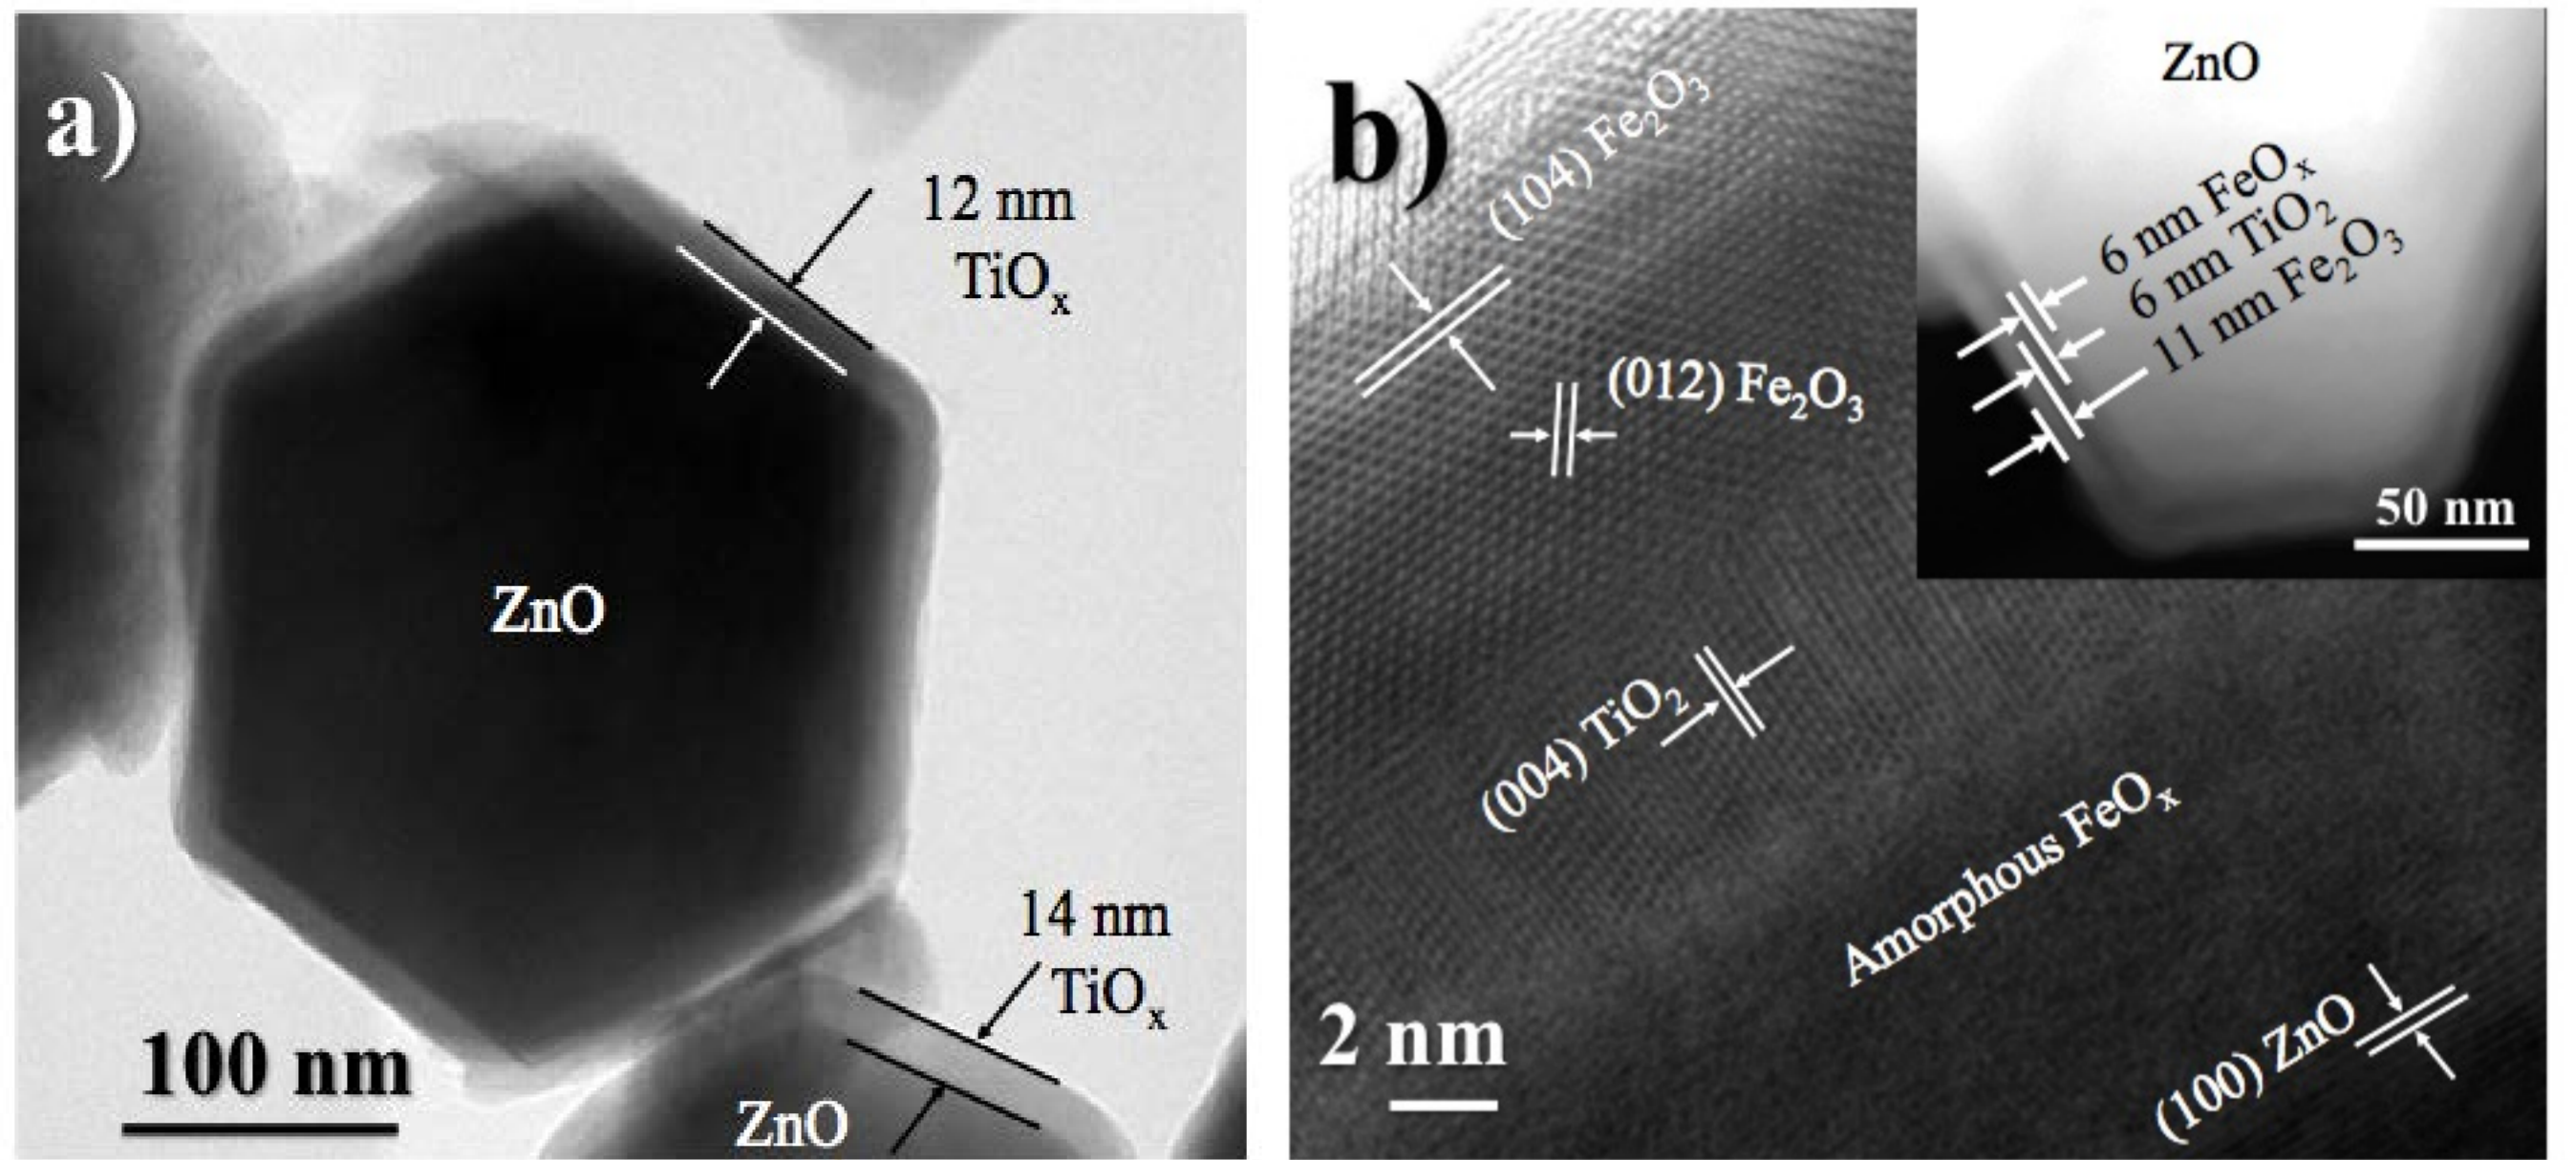 a)
12 nm
TiOₓ
ZnO
14 nm
TiOₓ
100 nm
ZnO
b)
(104) Fe₂O₃
(012) Fe₂O₃
ZnO
6 nm FeOₓ
6 nm TiO₂
11 nm Fe₂O₃
50 nm
(004) TiO₂
Amorphous FeOₓ
2 nm
(100) ZnO